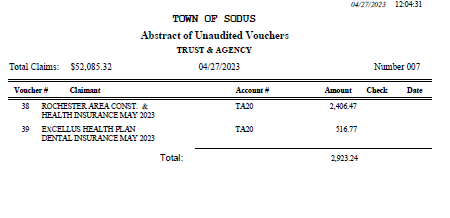 04/27/2023 12:04:31
TOWN OF SODUS
Abstract of Unaudited Vouchers
TRUST & AGENCY
Total Claims: $52,085.32 04/27/2023 Number 007
Voucher # Claimant Account # Amount Check Date
38 ROCHESTER AREA CONST. & TA20 2,406.47
HEALTH INSURANCE MAY 2023
39 EXCELLUS HEALTH PLAN TA20 516.77
DENTAL INSURANCE MAY 2023
Total: 2,923.24